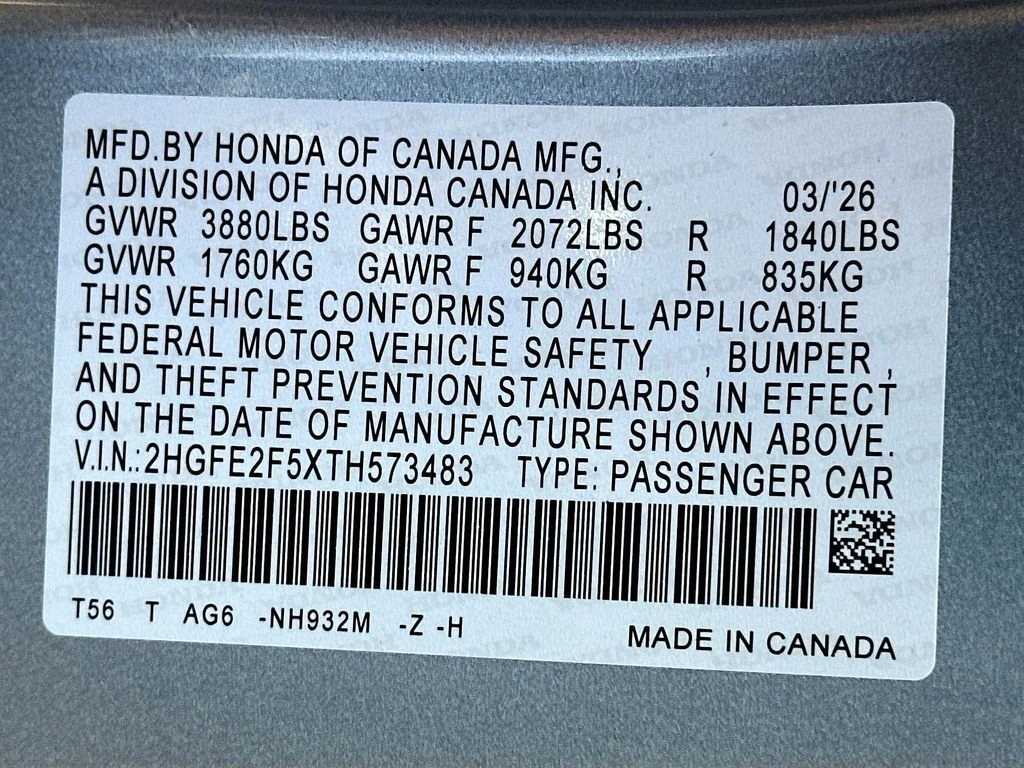 MFD.BY HONDA OF CANADA MFG.,
A DIVISION OF HONDA CANADA INC. 03/'26
GVWR 3880LBS GAWR F 2072LBS R 1840LBS
GVWR 1760KG GAWR F 940KG R 835KG
THIS VEHICLE CONFORMS TO ALL APPLICABLE
FEDERAL MOTOR VEHICLE SAFETY , BUMPER ,
AND THEFT PREVENTION STANDARDS IN EFFECT
ON THE DATE OF MANUFACTURE SHOWN ABOVE.
V.I.N.:2HGFE2F5XTH573483 TYPE: PASSENGER CAR
T56 T AG6 -NH932M -Z -H
MADE IN CANADA